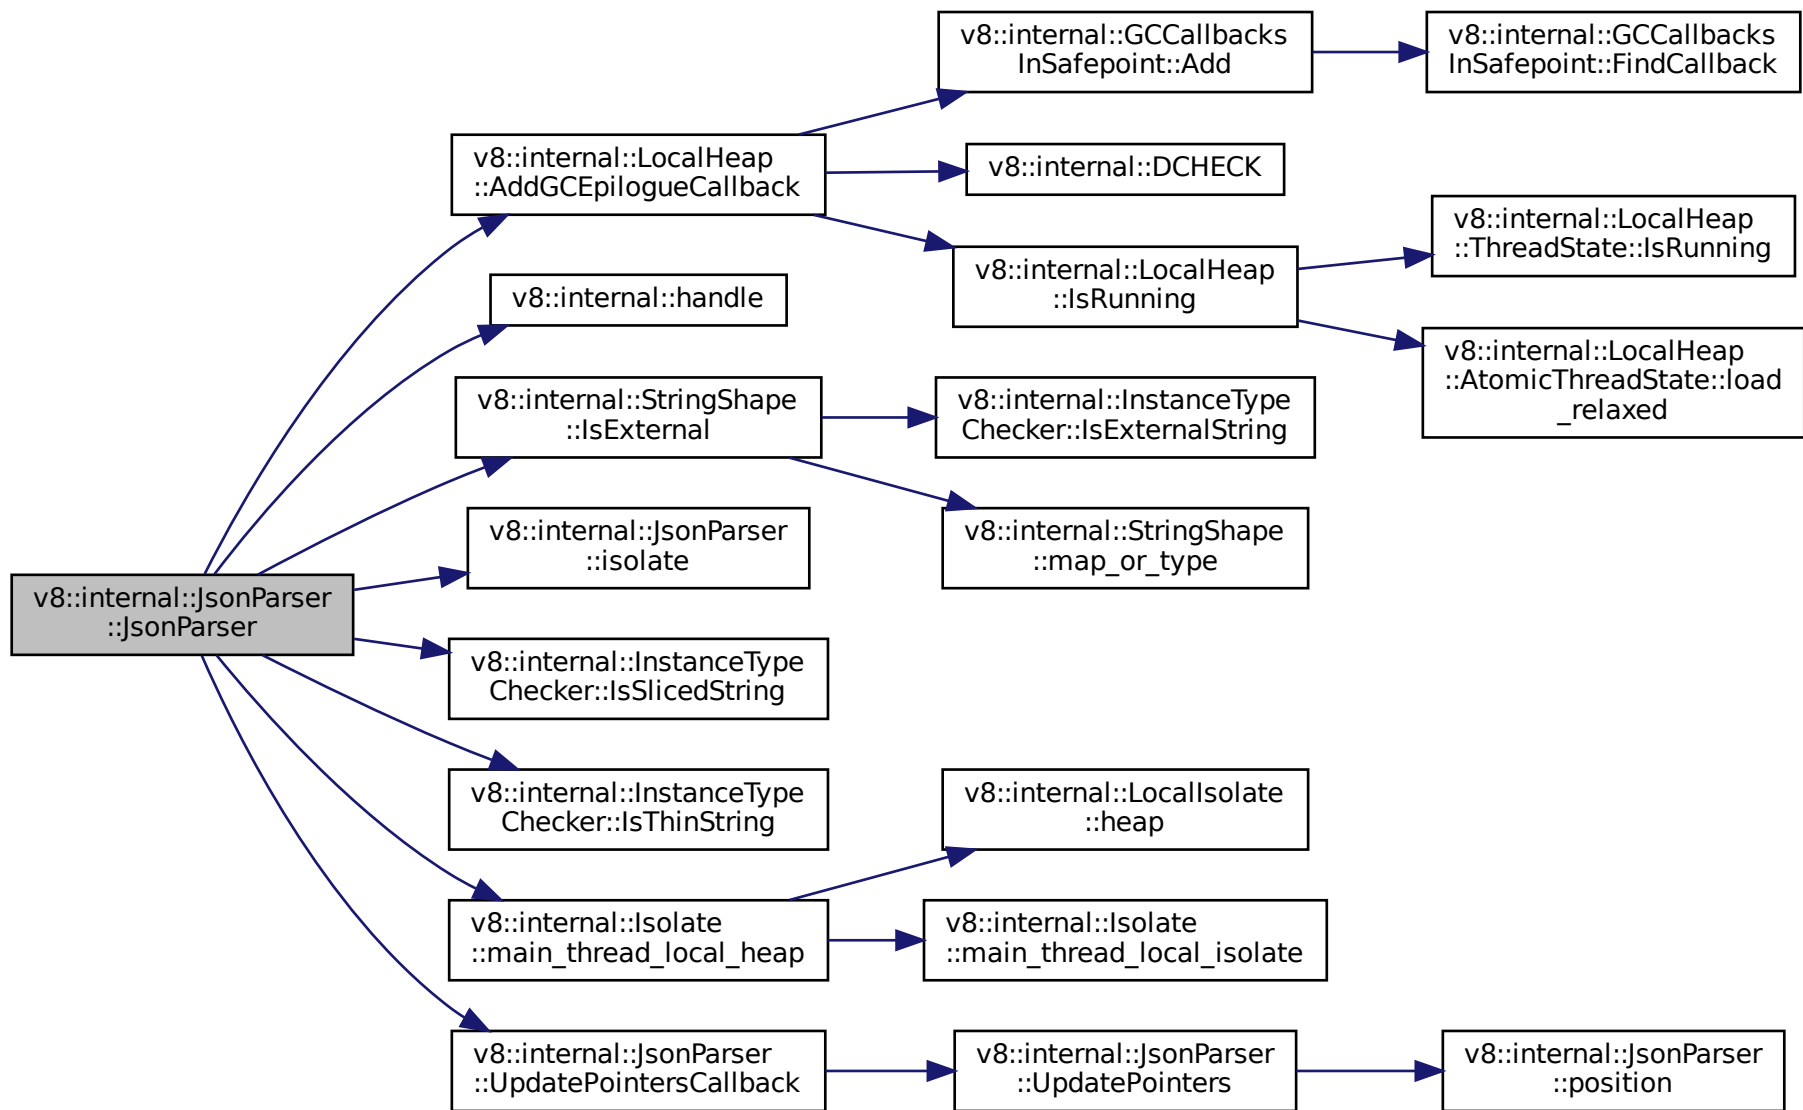 v8::internal::GCCallbacks
InSafepoint::Add
v8::internal::GCCallbacks
InSafepoint::FindCallback
v8::internal::LocalHeap
::AddGCEpilogueCallback
v8::internal::DCHECK
v8::internal::LocalHeap
::IsRunning
v8::internal::LocalHeap
::ThreadState::IsRunning
v8::internal::handle
v8::internal::LocalHeap
::AtomicThreadState::load
_relaxed
v8::internal::StringShape
::IsExternal
v8::internal::InstanceType
Checker::IsExternalString
v8::internal::JsonParser
::isolate
v8::internal::StringShape
::map_or_type
v8::internal::JsonParser
::JsonParser
v8::internal::InstanceType
Checker::IsSlicedString
v8::internal::InstanceType
Checker::IsThinString
v8::internal::LocalIsolate
::heap
v8::internal::Isolate
::main_thread_local_heap
v8::internal::Isolate
::main_thread_local_isolate
v8::internal::JsonParser
::UpdatePointersCallback
v8::internal::JsonParser
::UpdatePointers
v8::internal::JsonParser
::position